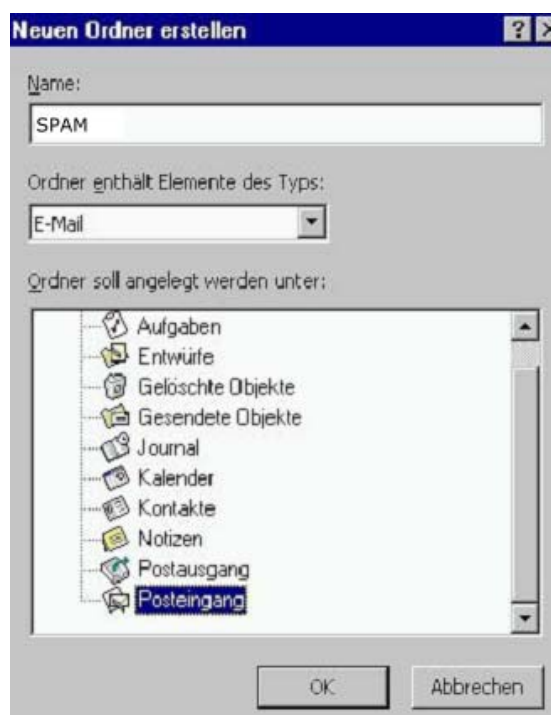 Neuen Ordner erstellen
Name:
SPAM
Ordner enthält Elemente des Typs:
E-Mail
Ordner soll angelegt werden unter:
Aufgaben
Entwürfe
Gelöschte Objekte
Gesendete Objekte
Journal
Kalender
Kontakte
Notizen
Postausgang
Posteingang
OK Abbrechen